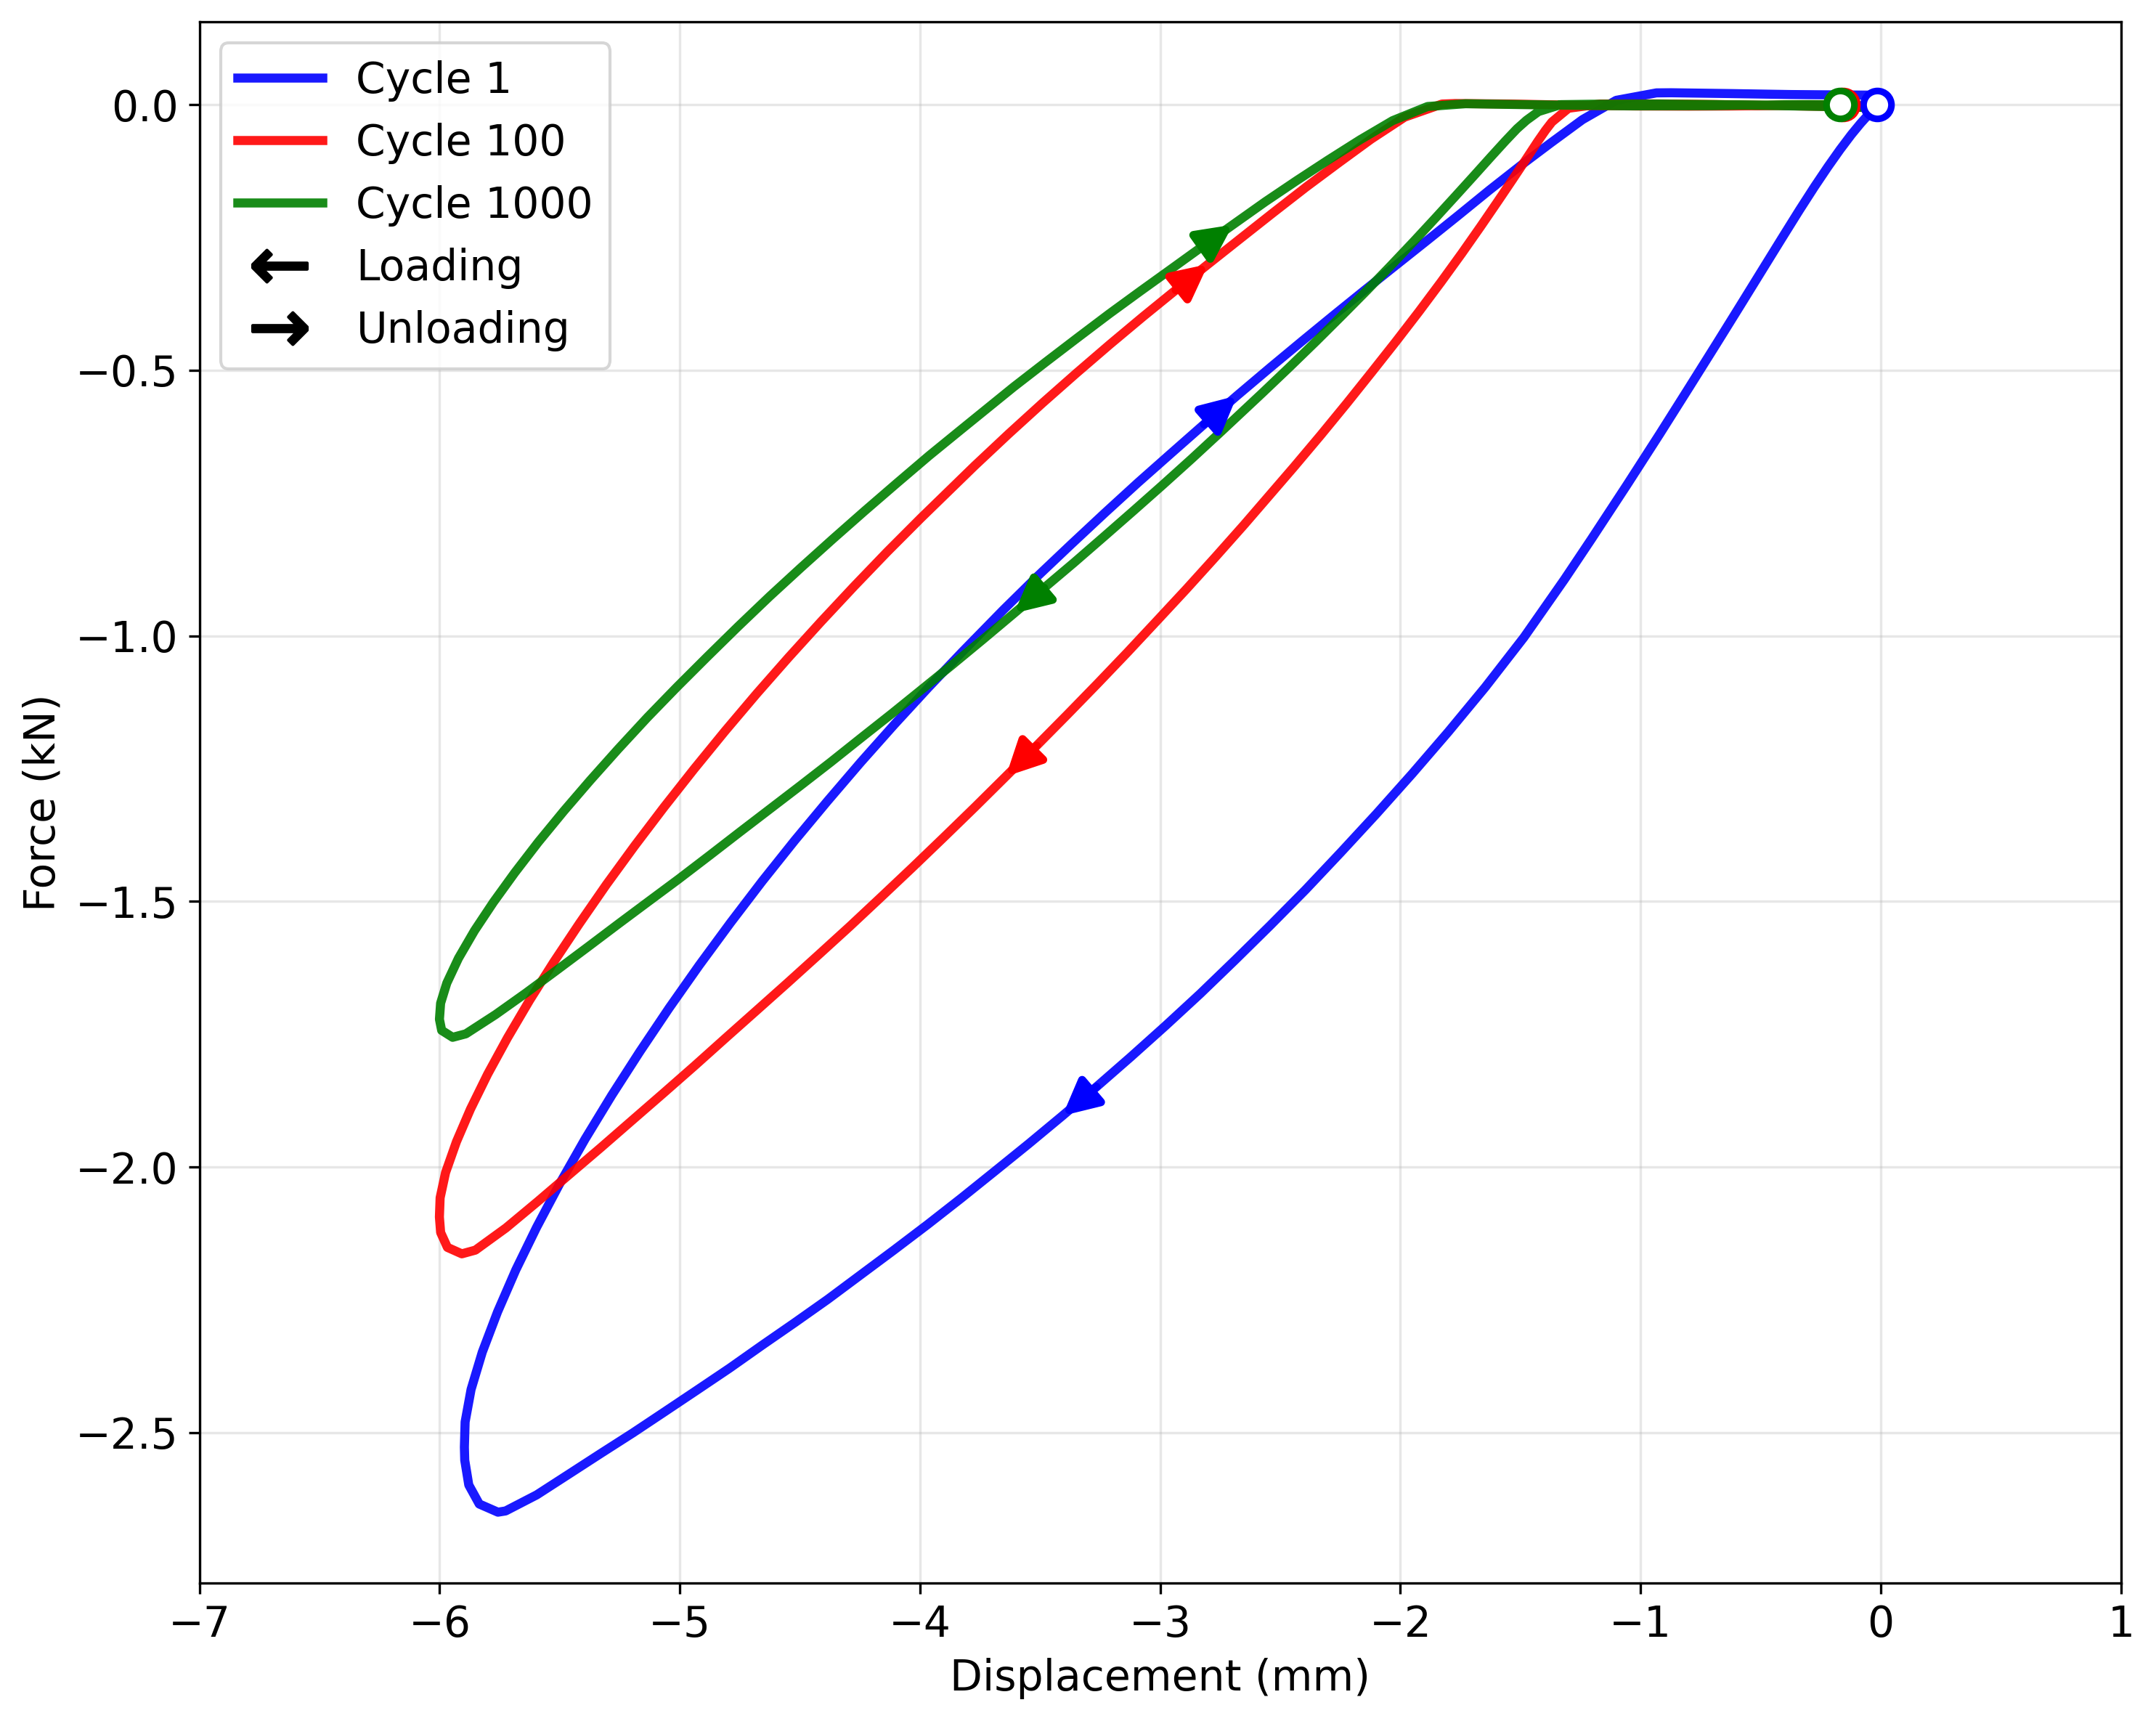 Cycle 1
Cycle 100
Cycle 1000
← Loading
→ Unloading
0.0
−0.5
−1.0
−1.5
−2.0
−2.5
Force (kN)
−7 −6 −5 −4 −3 −2 −1 0 1
Displacement (mm)